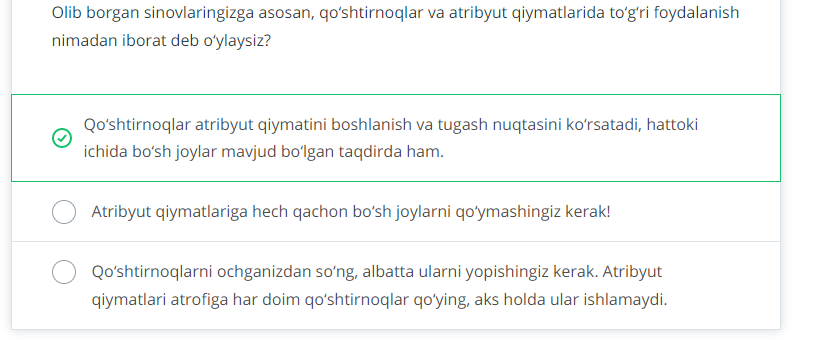 Olib borgan sinovlaringizga asosan, qo‘shtirnoqlar va atribyut qiymatlarida to‘g‘ri foydalanish
nimadan iborat deb o‘ylaysiz?
Qo‘shtirnoqlar atribyut qiymatini boshlanish va tugash nuqtasini ko‘rsatadi, hattoki
ichida bo‘sh joylar mavjud bo‘lgan taqdirda ham.
Atribyut qiymatlariga hech qachon bo‘sh joylarni qo‘ymashingiz kerak!
Qo‘shtirnoqlarni ochganizdan so‘ng, albatta ularni yopishingiz kerak. Atribyut
qiymatlari atrofiga har doim qo‘shtirnoqlar qo‘ying, aks holda ular ishlamaydi.